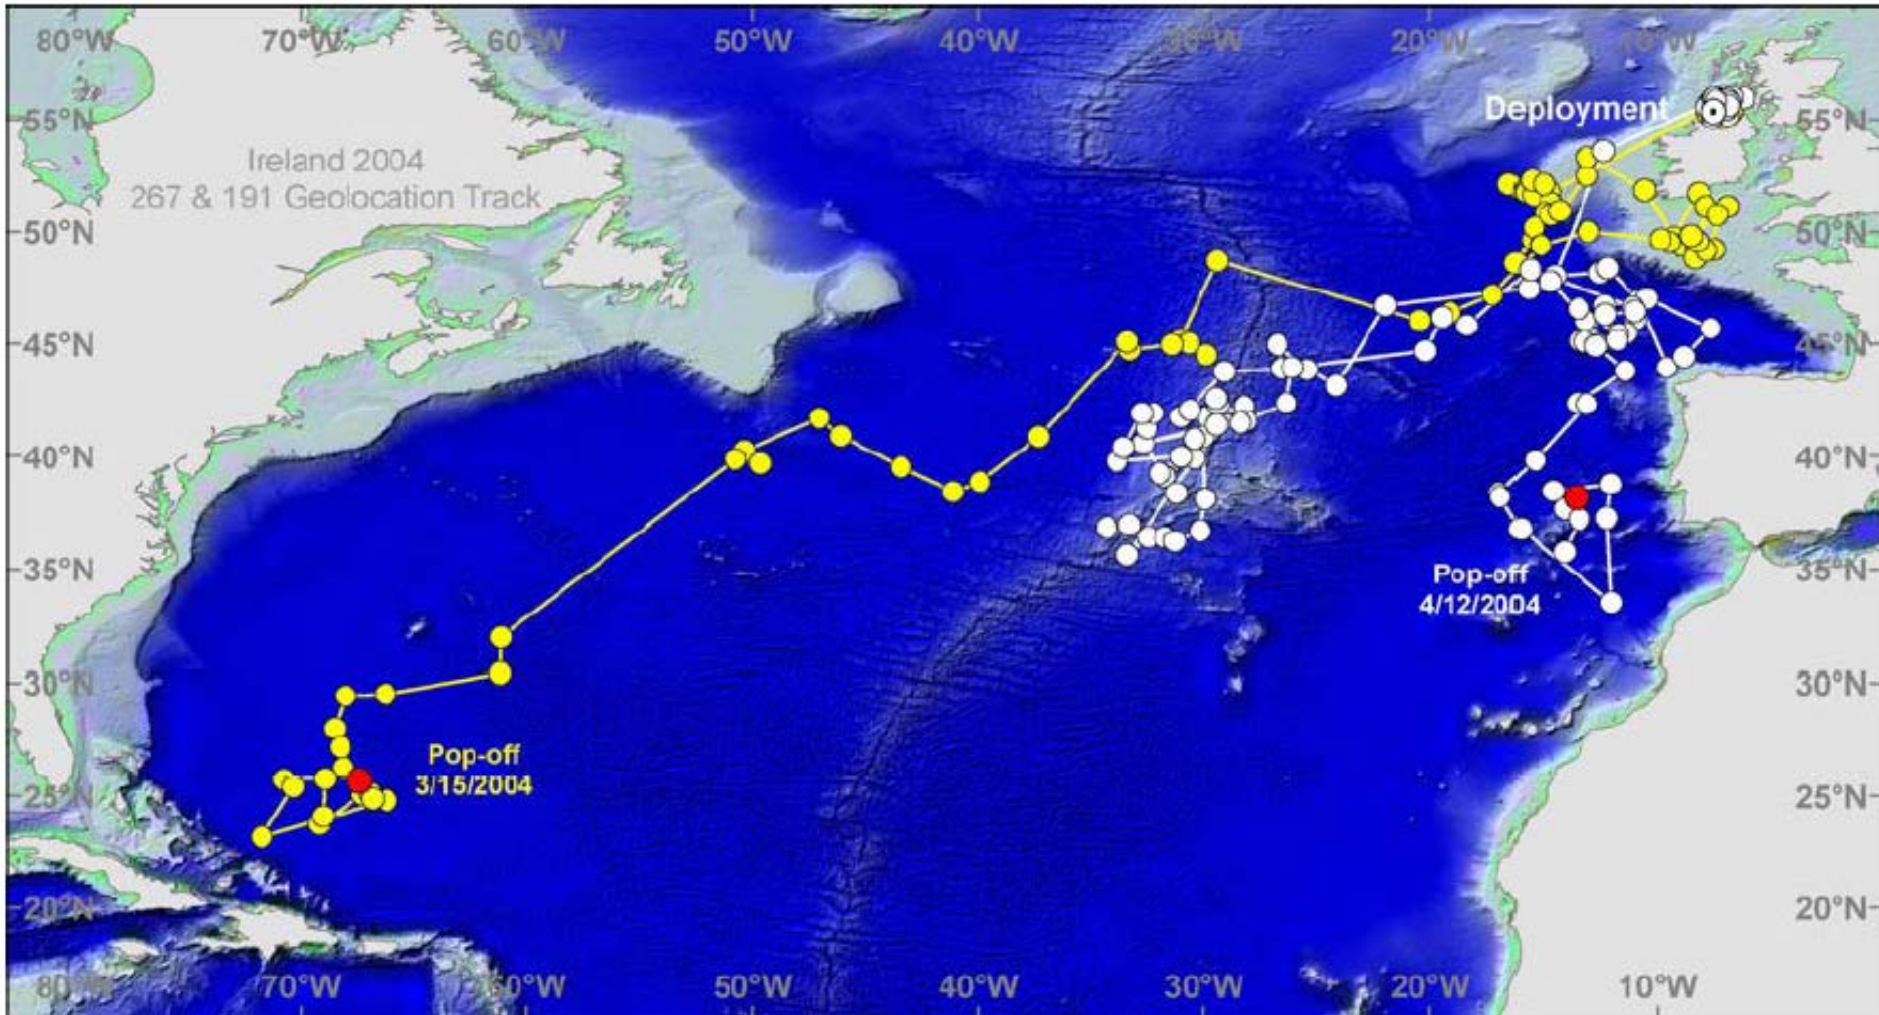 80°W 70°W 60°W 50°W 40°W 30°W 20°W 10°W
Deployment
55°N 55°N
Ireland 2004
267 & 191 Geolocation Track
50°N 50°N
45°N 45°N
40°N 40°N
35°N 35°N
Pop-off
4/12/2004
30°N 30°N
Pop-off
3/15/2004
25°N 25°N
20°N 20°N
80°W 70°W 60°W 50°W 40°W 30°W 20°W 10°W